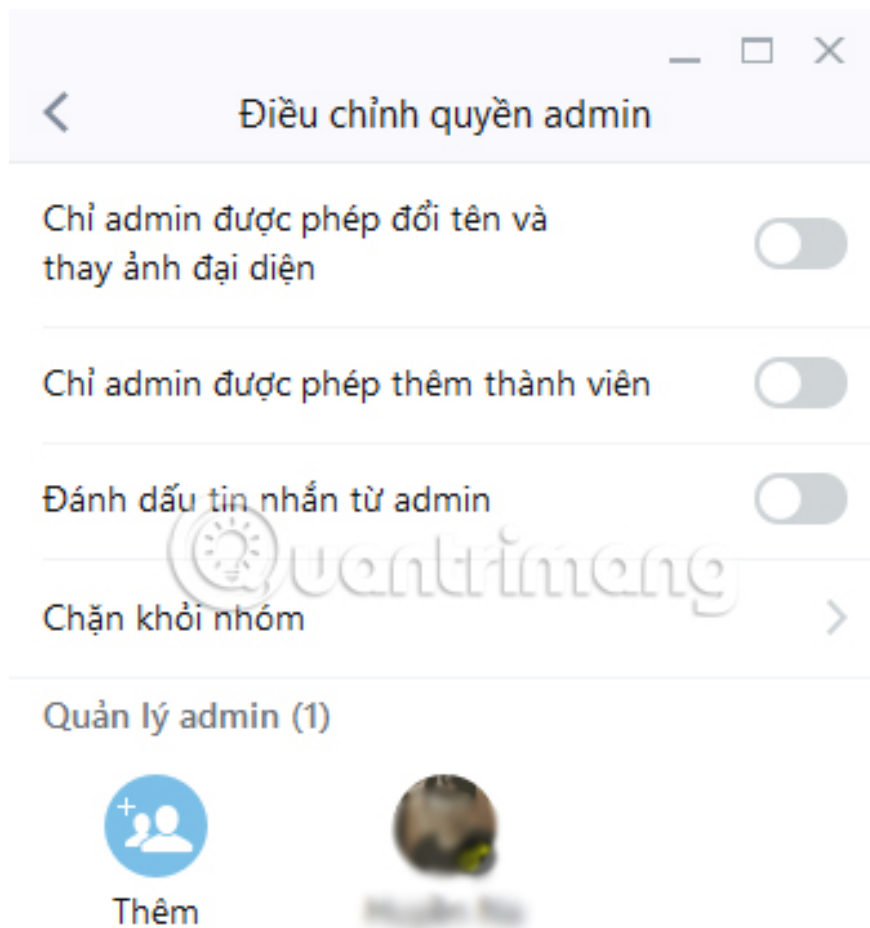 Điều chỉnh quyền admin
Chỉ admin được phép đổi tên và
thay ảnh đại diện
Chỉ admin được phép thêm thành viên
Đánh dấu tin nhắn từ admin
Quantrimang
Chặn khỏi nhóm
Quản lý admin (1)
Thêm